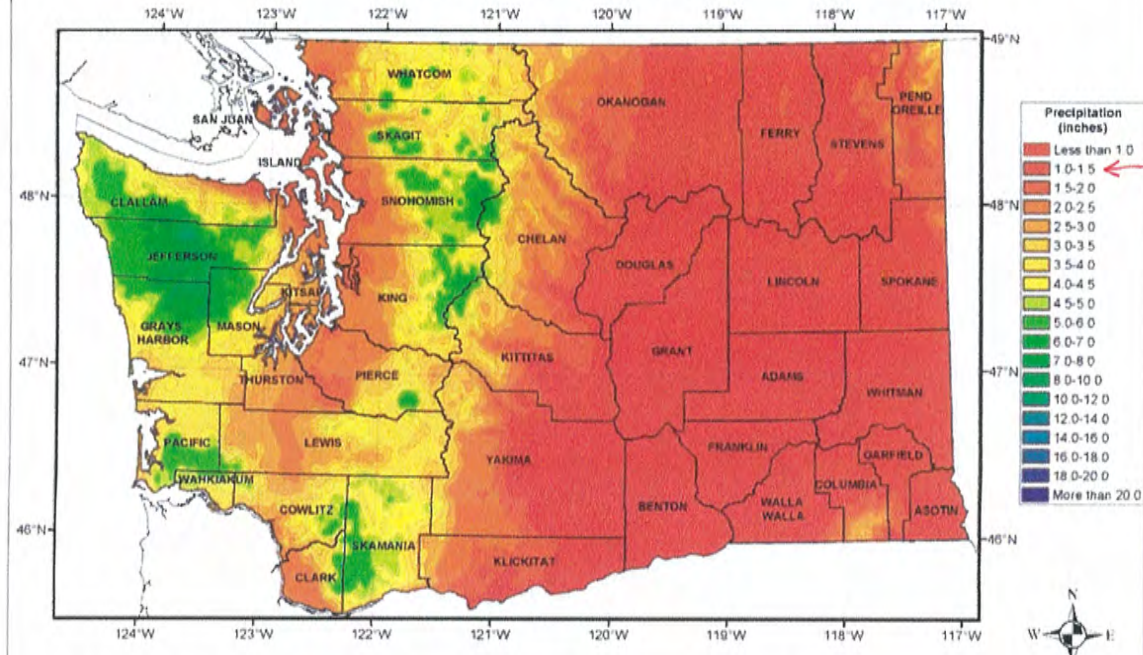 124°W 123°W 122°W 121°W 120°W 119°W 118°W 117°W
49°N 49°N
WHATCOM
OKANOGAN
PEND
OREILLE
SAN JUAN
SKAGIT
FERRY
STEVENS
ISLAND
48°N 48°N
CLALLAM
SNOHOMISH
CHELAN
JEFFERSON
DOUGLAS
LINCOLN
SPOKANE
KITSAP
KING
GRAYS
HARBOR
MASON
KITTITAS
GRANT
47°N 47°N
THURSTON
PIERCE
ADAMS
WHITMAN
PACIFIC
LEWIS
YAKIMA
FRANKLIN
GARFIELD
WAHKIAKUM
COLUMBIA
COWLITZ
BENTON
WALLA
WALLA
ASOTIN
46°N 46°N
SKAMANIA
KLICKITAT
CLARK
124°W 123°W 122°W 121°W 120°W 119°W 118°W 117°W
Precipitation
(inches)
Less than 1.0
1.0-1.5
1.5-2.0
2.0-2.5
2.5-3.0
3.0-3.5
3.5-4.0
4.0-4.5
4.5-5.0
5.0-6.0
6.0-7.0
7.0-8.0
8.0-10.0
10.0-12.0
12.0-14.0
14.0-16.0
16.0-18.0
18.0-20.0
More than 20.0
N
W E